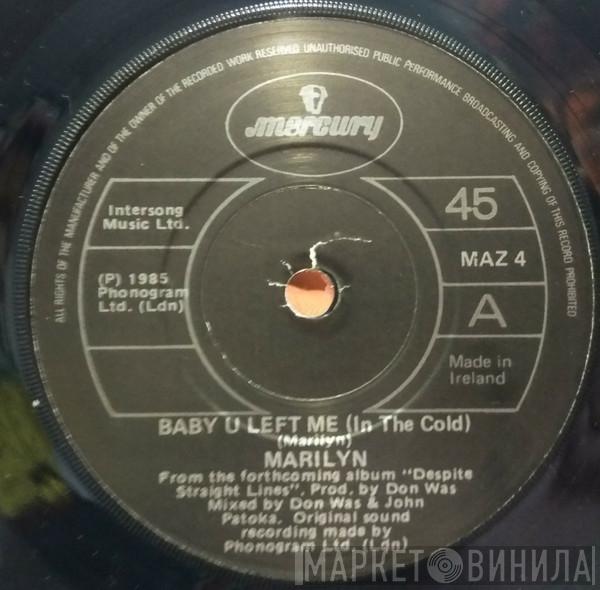 ALL RIGHTS OF THE MANUFACTURER AND OF THE OWNER OF THE RECORDED WORK RESERVED UNAUTHORISED PUBLIC PERFORMANCE BROADCASTING AND COPYING OF THIS RECORD PROHIBITED
mercury
Intersong
Music Ltd.
(P) 1985
Phonogram
Ltd. (Ldn)
45
MAZ 4
A
Made in
Ireland
BABY U LEFT ME (In The Cold)
(Marilyn)
MARILYN
From the forthcoming album "Despite
Straight Lines". Prod. by Don Was
Mixed by Don Was & John
Patoka. Original sound
recording made by
Phonogram Ltd. (Ldn)
МАРКЕТ ВИНИЛА